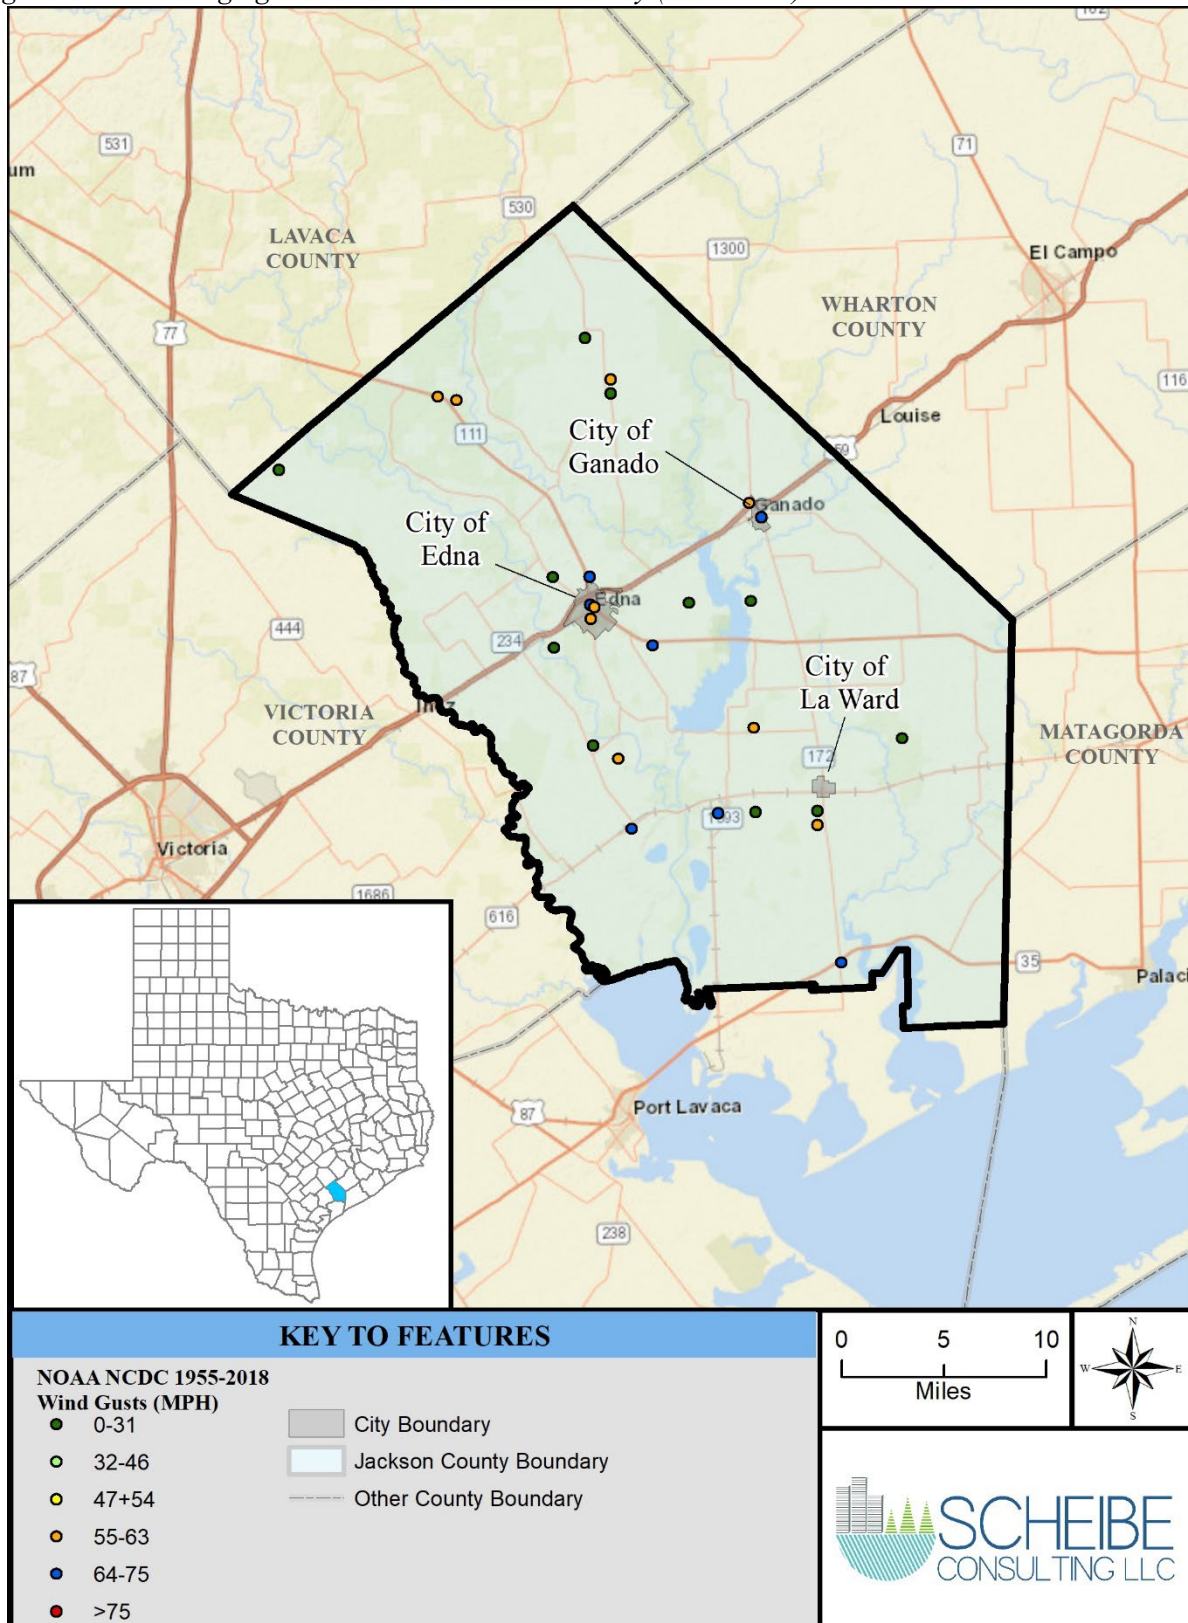 531
71
um
530
LAVACA
COUNTY
1300
El Campo
WHARTON
COUNTY
77
116
Louise
111
City of
Ganado
59
Ganado
City of
Edna
Edna
444
234
City of
La Ward
87
VICTORIA
COUNTY
MATAGORDA
COUNTY
172
Victoria
1686
616
35
Palaci
87
Port Lavaca
238
KEY TO FEATURES
NOAA NCDC 1955-2018
Wind Gusts (MPH)
0-31
32-46
47+54
55-63
64-75
>75
City Boundary
Jackson County Boundary
Other County Boundary
0 5 10
Miles
N
W E
S
SCHEIBE
CONSULTING LLC